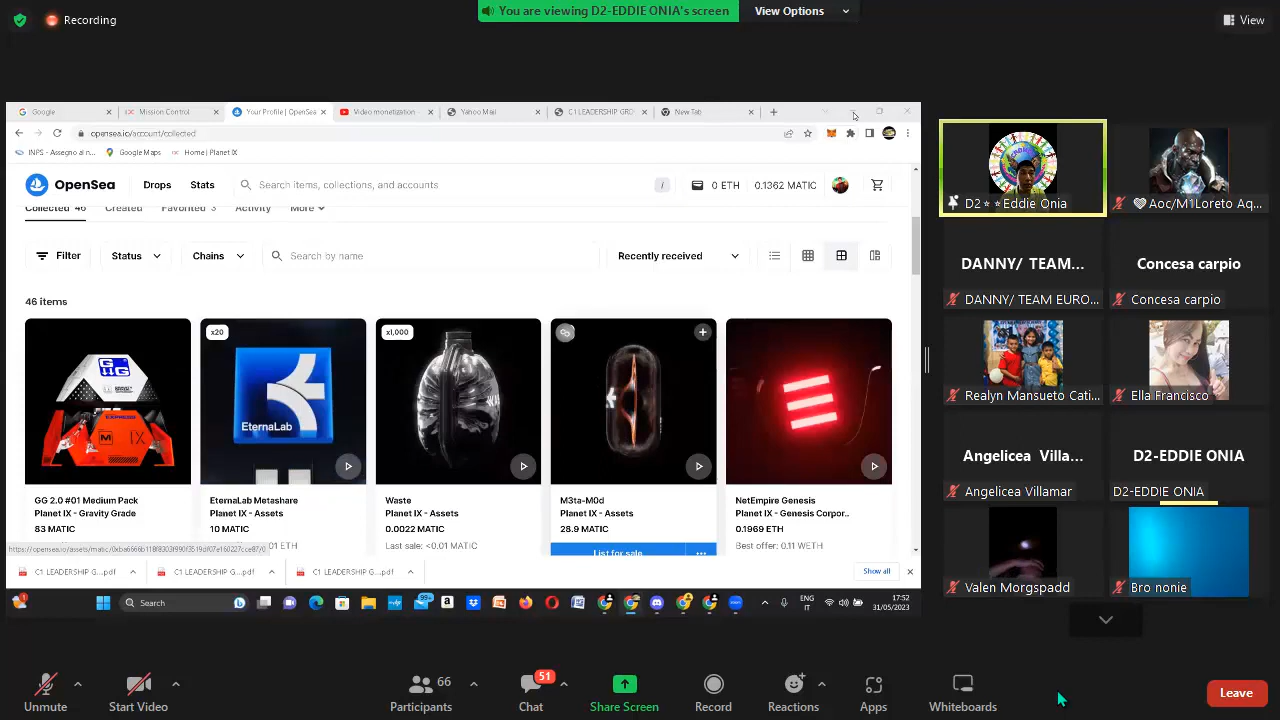 Recording
You are viewing D2-EDDIE ONIA's screen
View Options
View
Google
Mission Control
Your Profile | OpenSea
Video monetization -
Yahoo Mail
C1 LEADERSHIP GRO
New Tab
opensea.io/account/collected
INPS - Assegno al n...
Google Maps
Home | Planet IX
OpenSea
Drops
Stats
Search items, collections, and accounts
/
0 ETH
0.1362 MATIC
Collected 46
Created
Favorited 3
Activity
More
Filter
Status
Chains
Search by name
Recently received
46 items
x20
EternaLab
x1,000
GG 2.0 #01 Medium Pack
Planet IX - Gravity Grade
83 MATIC
EternaLab Metashare
Planet IX - Assets
10 MATIC
Waste
Planet IX - Assets
0.0022 MATIC
Last sale: <0.01 MATIC
M3ta-M0d
Planet IX - Assets
28.9 MATIC
List for sale
NetEmpire Genesis
Planet IX - Genesis Corpor..
0.1969 ETH
Best offer: 0.11 WETH
C1 LEADERSHIP G....pdf
C1 LEADERSHIP G....pdf
C1 LEADERSHIP G....pdf
Show all
Search
99+
ENG
IT
17:52
31/05/2023
D2⭐⭐Eddie Onia
Aoc/M1Loreto Aq...
DANNY/ TEAM...
DANNY/ TEAM EURO...
Concesa carpio
Concesa carpio
Realyn Mansueto Cati...
Ella Francisco
Angelicea Villa...
Angelicea Villamar
D2-EDDIE ONIA
D2-EDDIE ONIA
Valen Morgspadd
Bro nonie
Unmute
Start Video
66
Participants
51
Chat
Share Screen
Record
Reactions
Apps
Whiteboards
Leave